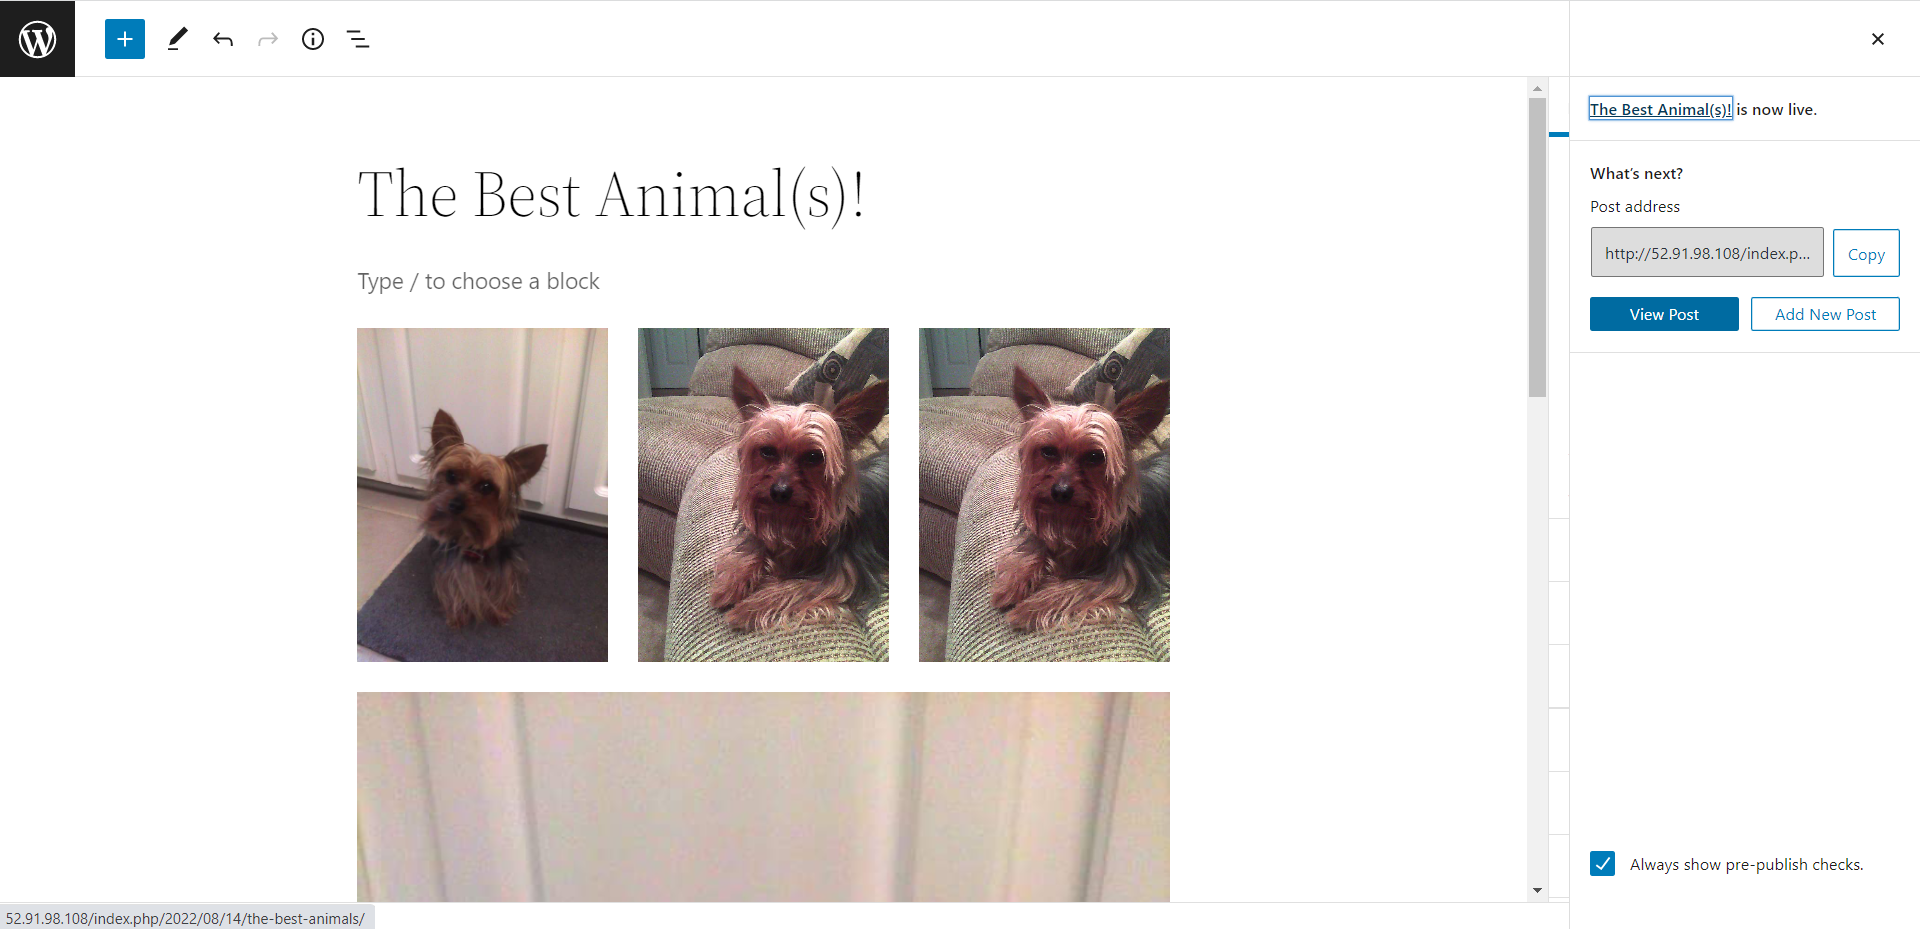 The Best Animal(s)! is now live.
The Best Animal(s)!
What's next?
Post address
Type / to choose a block
http://52.91.98.108/index.p...
Copy
View Post
Add New Post
Always show pre-publish checks.
52.91.98.108/index.php/2022/08/14/the-best-animals/